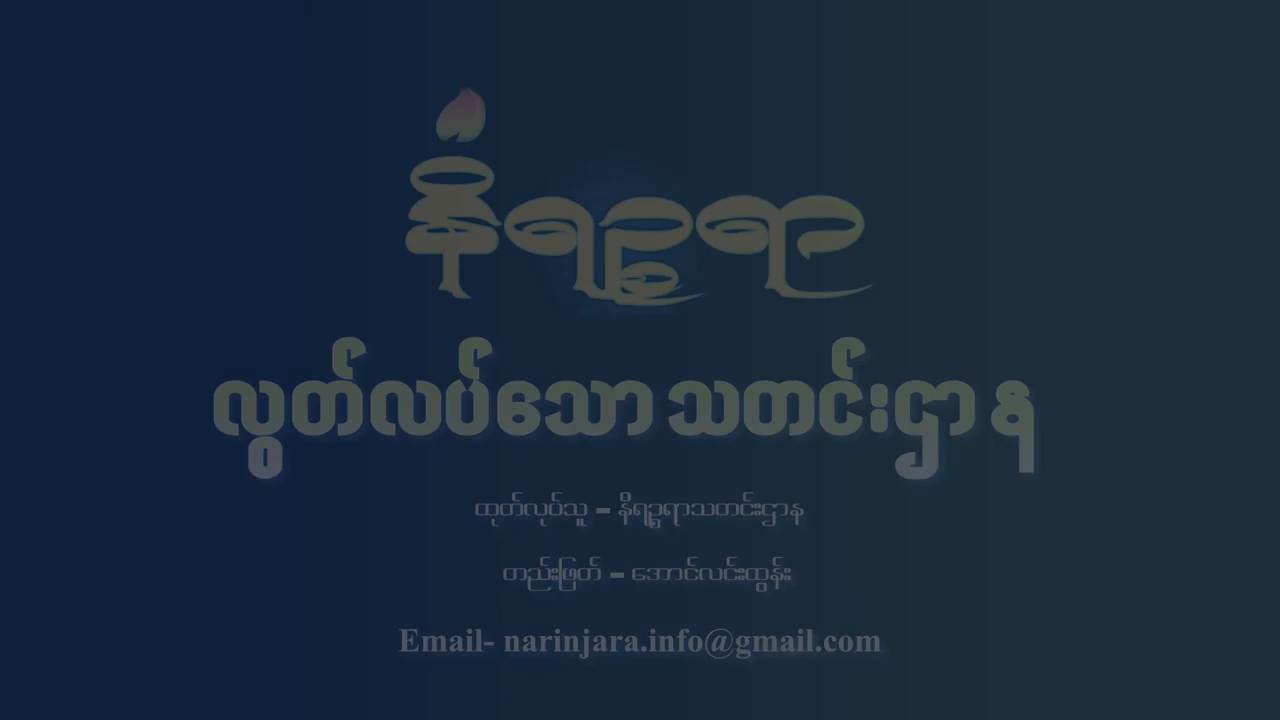 နိရဉ္စရာ
လွတ်လပ်သော သတင်းဌာန
ထုတ်လုပ်သူ - နိရဉ္စရာသတင်းဌာန
တည်းဖြတ် - အောင်လင်းထွန်း
Email- narinjara.info@gmail.com